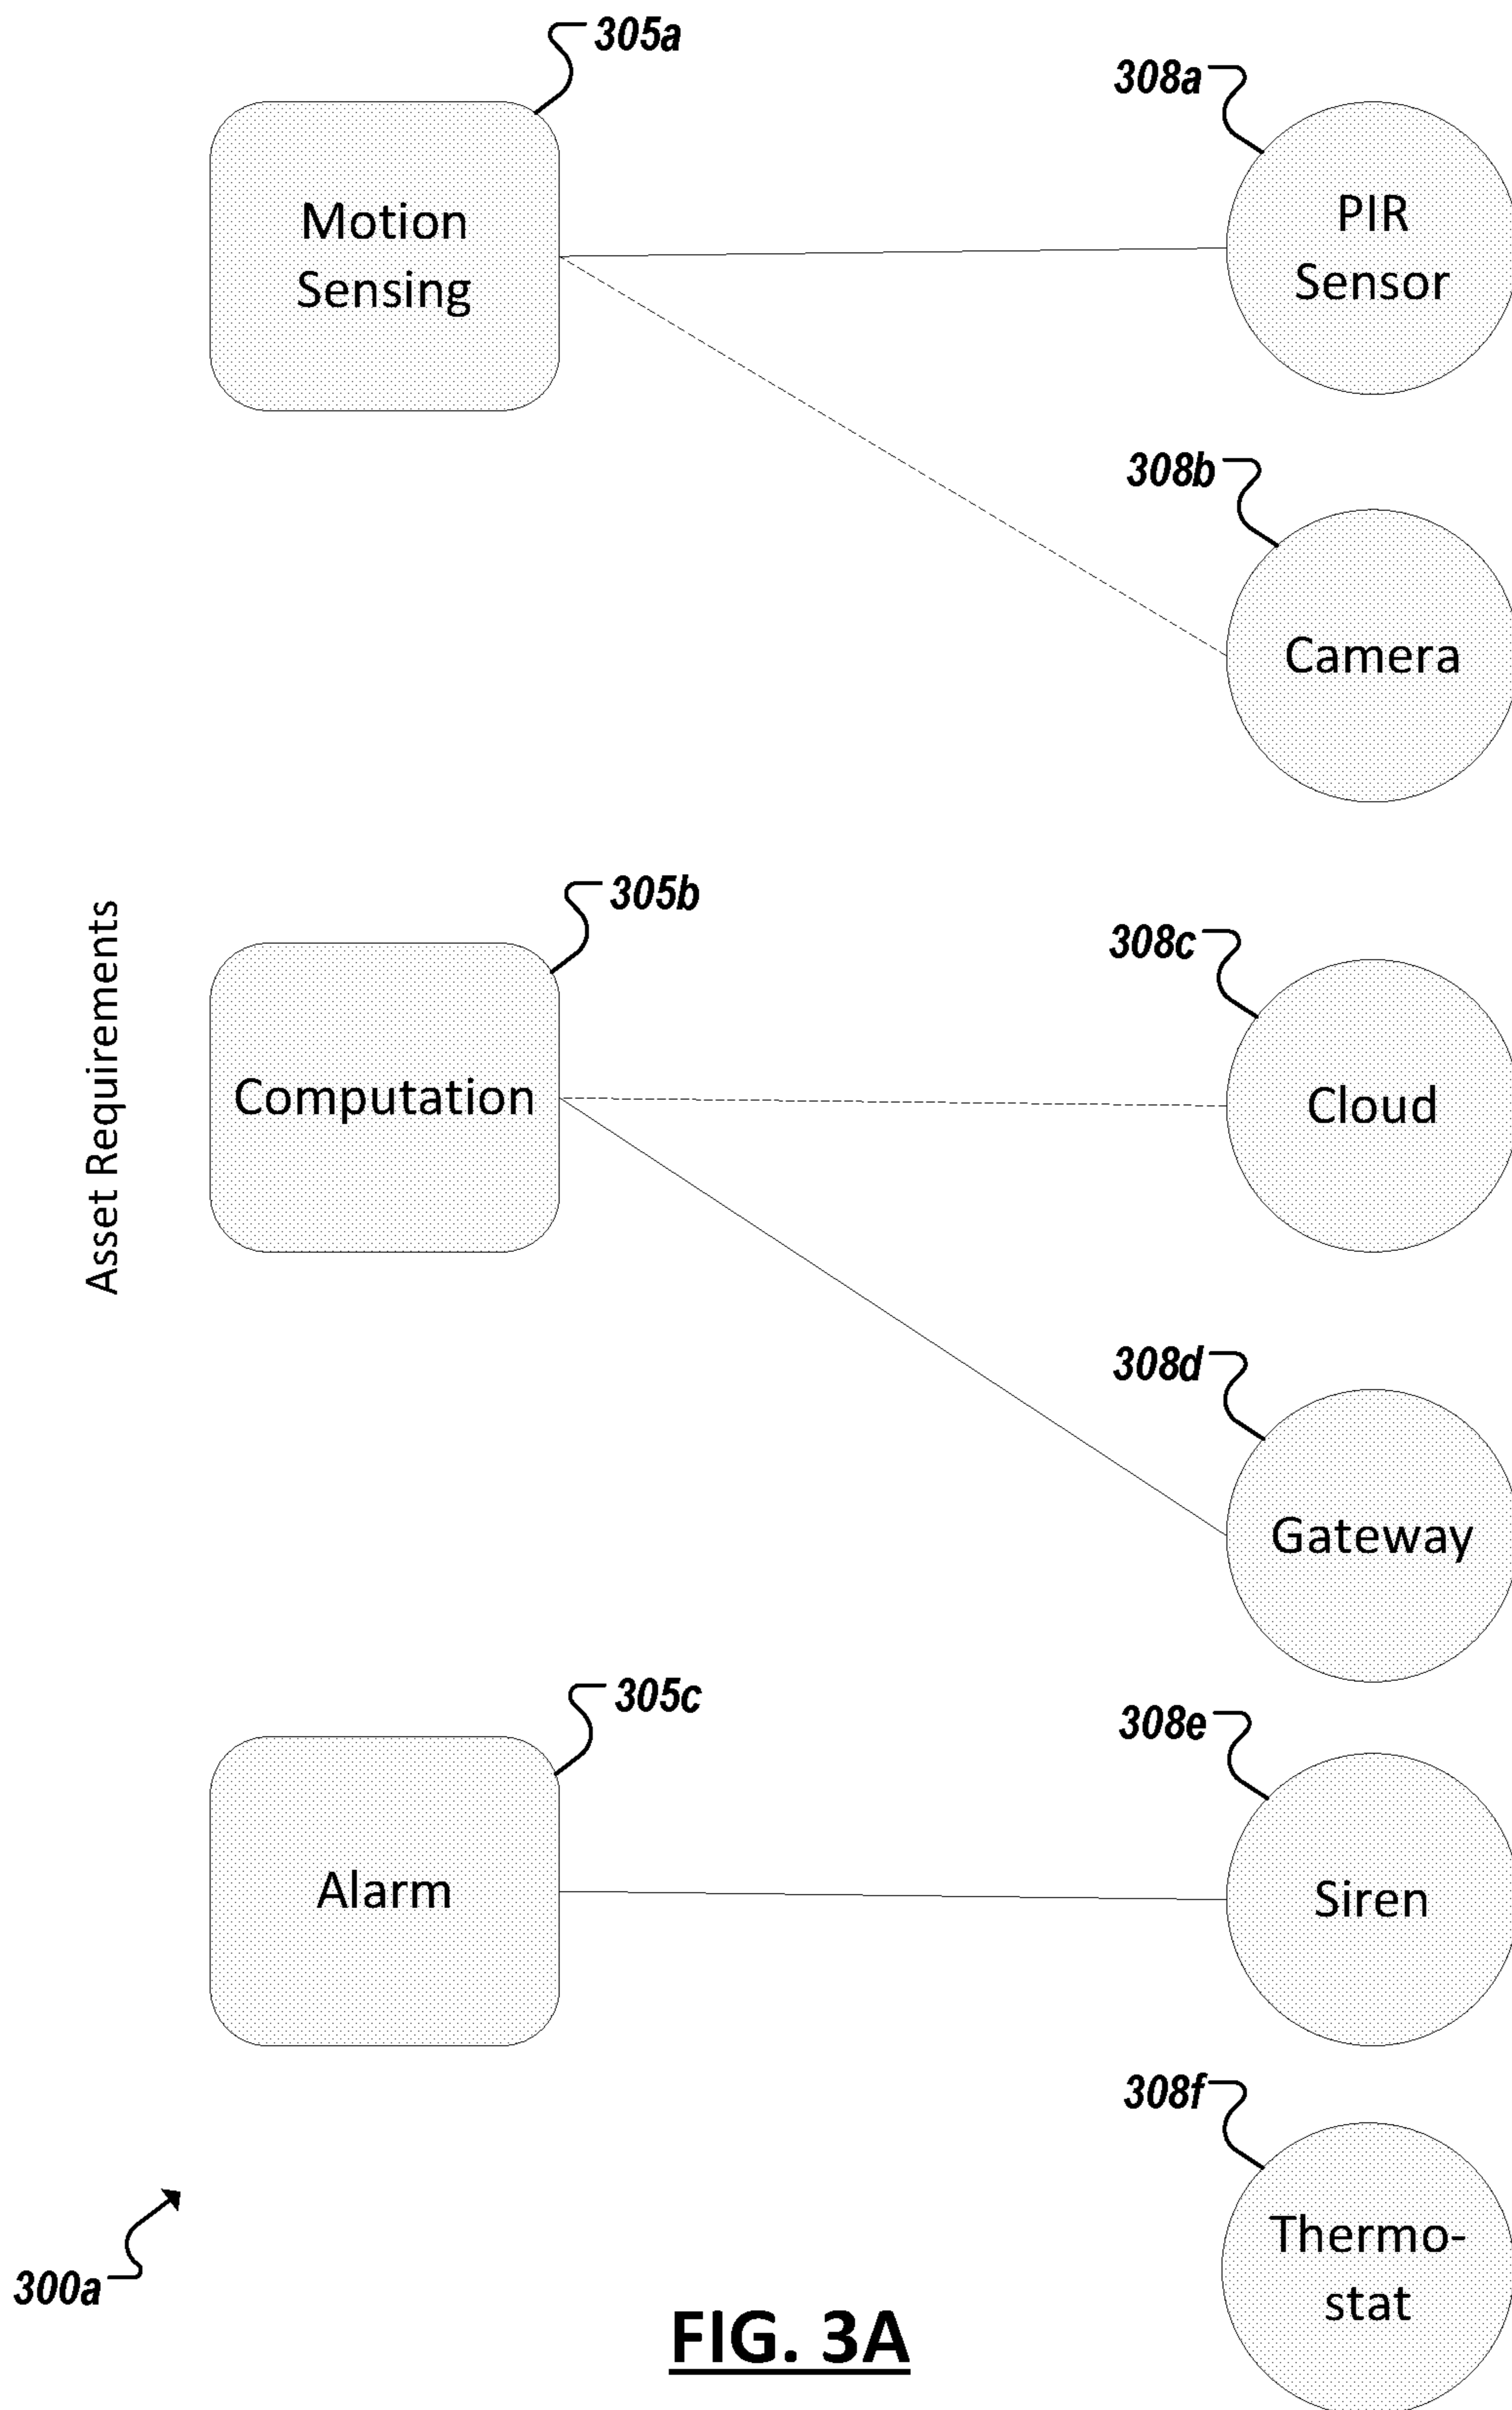 305a
308a
Motion
Sensing
PIR
Sensor
308b
Camera
305b
308c
Asset Requirements
Computation
Cloud
308d
Gateway
305c
308e
Alarm
Siren
308f
Thermo-
stat
300a
FIG. 3A